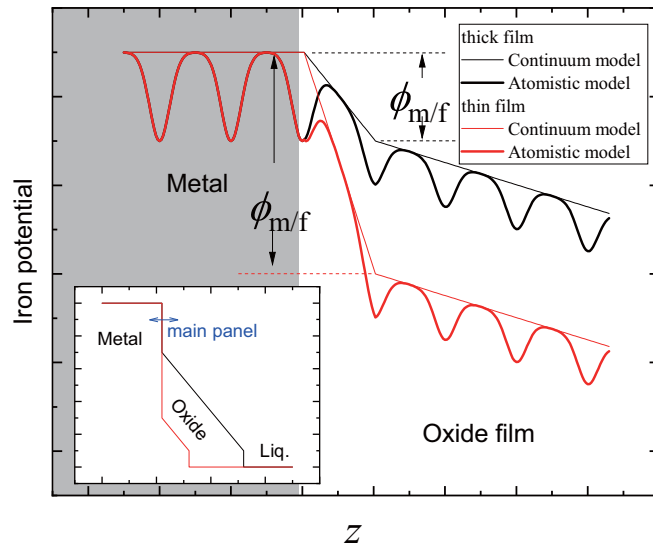 thick film
Continuum model
Atomistic model
thin film
Continuum model
Atomistic model
ϕm/f
Metal
ϕm/f
Iron potential
main panel
Metal
Oxide
Liq.
Oxide film
z